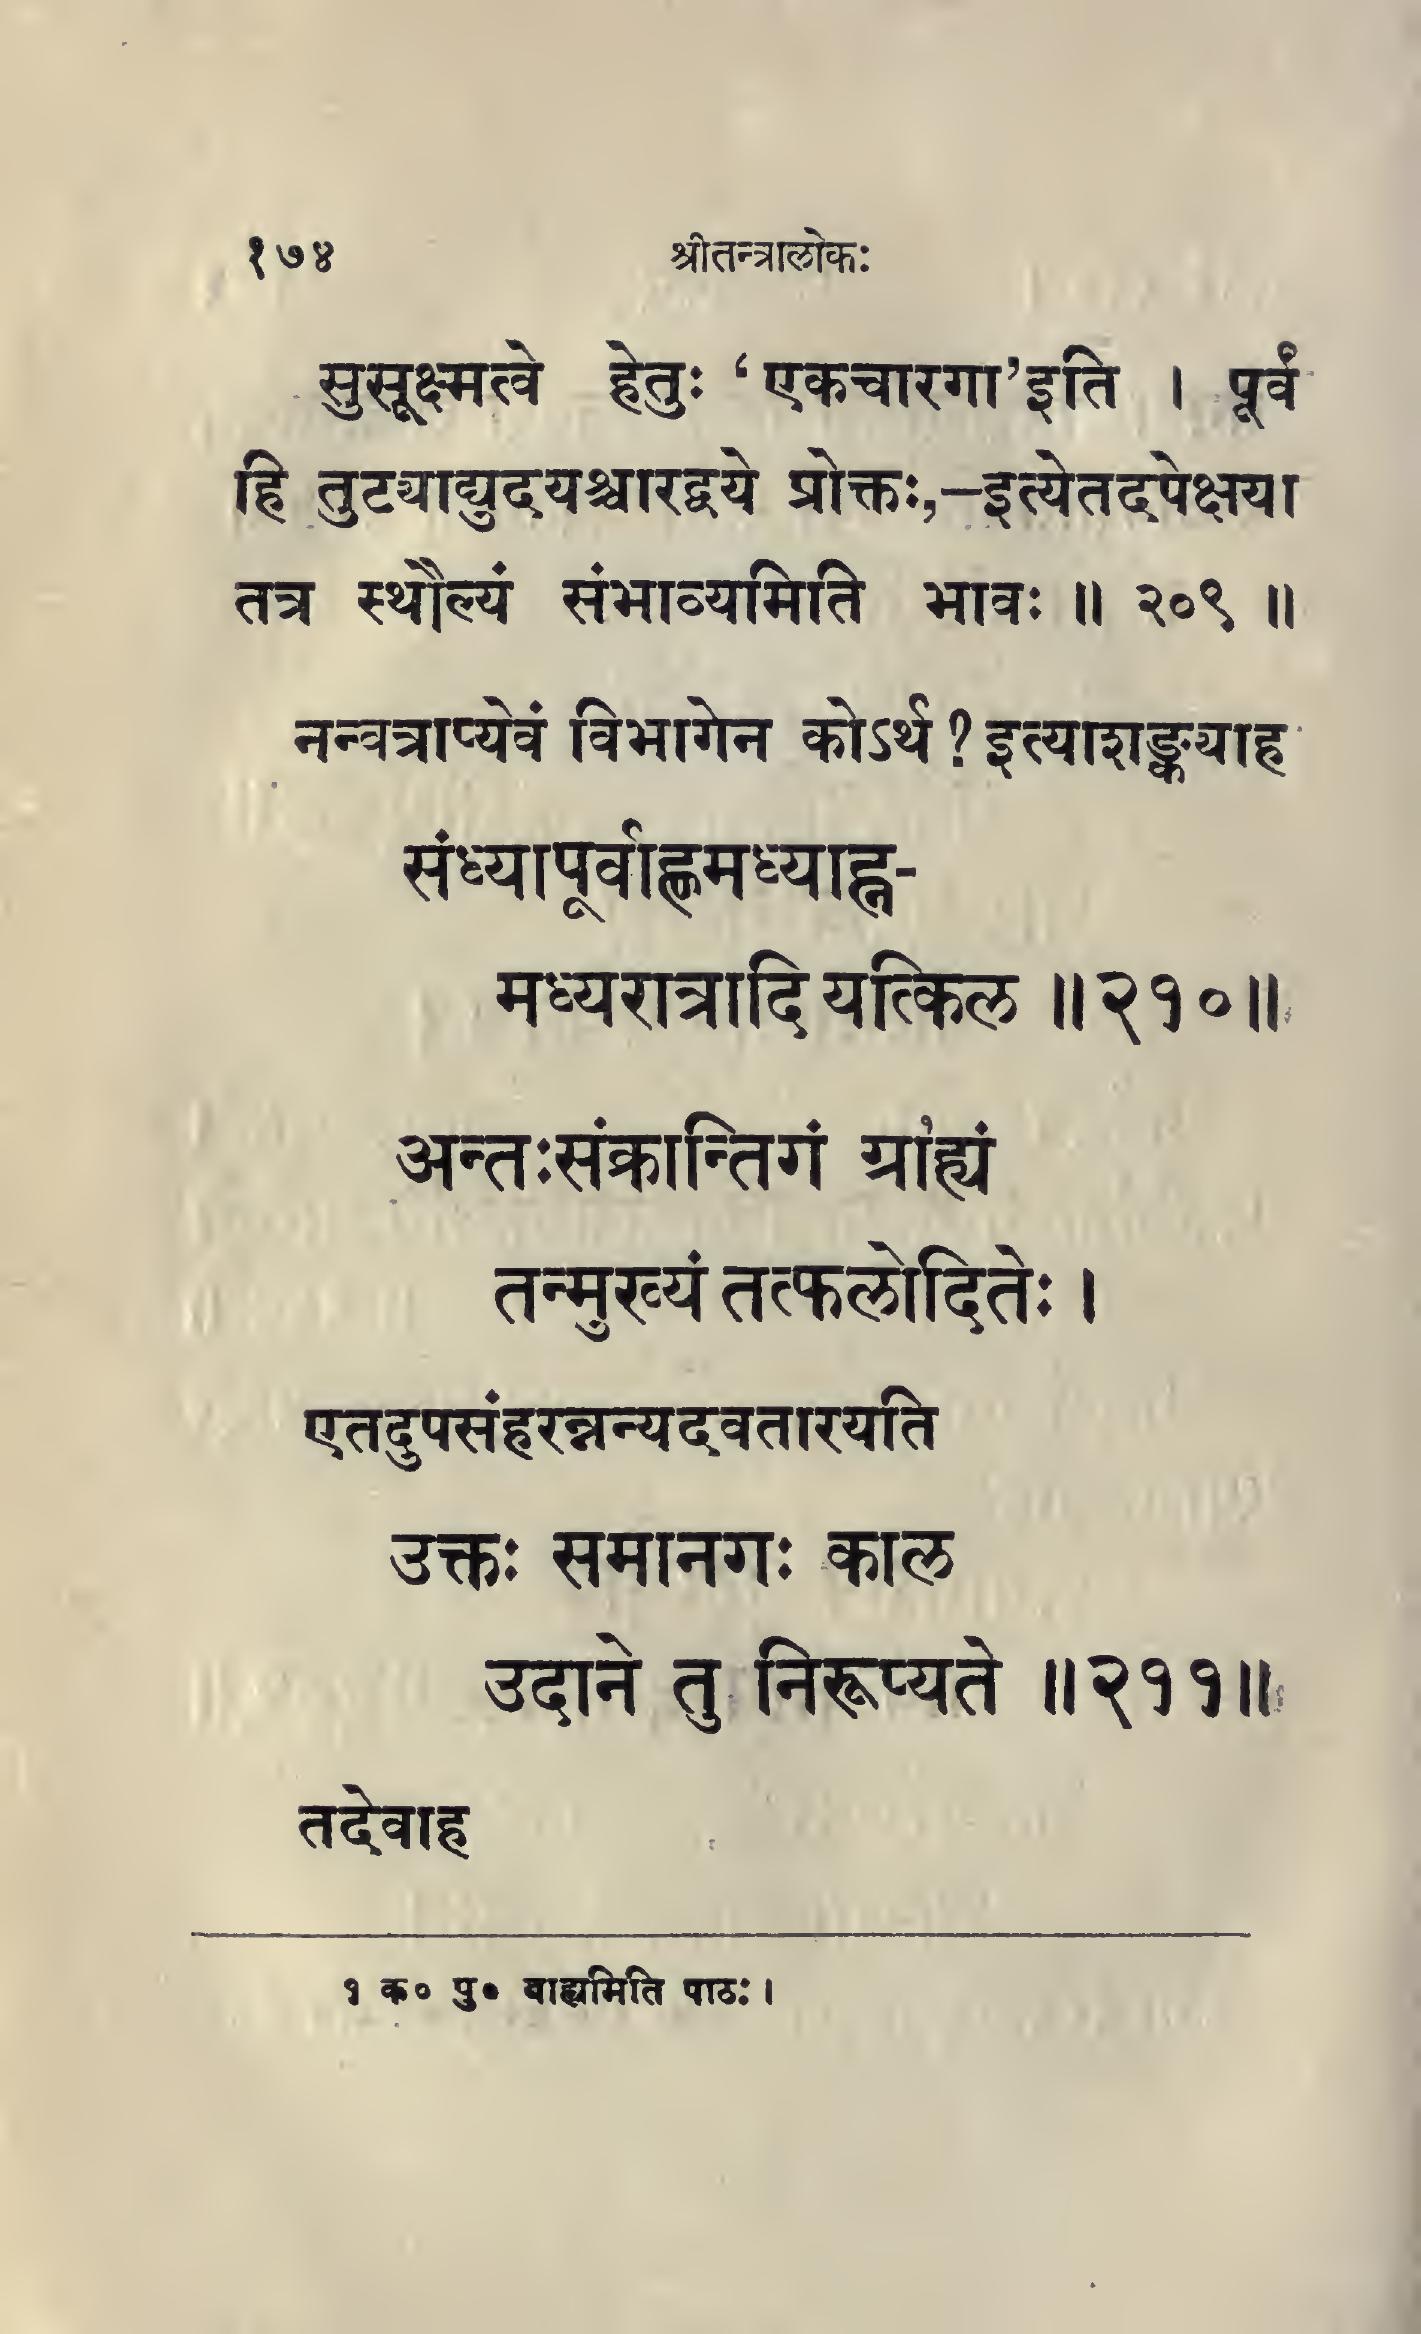 १७४ श्रीतन्त्रालोकः
सुसूक्ष्मत्वे हेतुः ‘एकचारगा’इति । पूर्वं
हि तुट्याद्युदयश्चारद्वये प्रोक्तः,—इत्येतदपेक्षया
तत्र स्थौल्यं संभाव्यमिति भावः ॥ २०९ ॥
नन्वत्राप्येवं विभागेन कोऽर्थ? इत्याशङ्क्याह
संध्यापूर्वाह्णमध्याह्न-
मध्यरात्रादि यत्किल ॥२१०॥
अन्तःसंक्रान्तिगं ग्रा१ह्यं
तन्मुख्यं तत्फलोदितेः ।
एतदुपसंहरन्नन्यदवतारयति
उक्तः समानगः काल
उदाने तु निरूप्यते ॥२११॥
तदेवाह
१ क० पु० बाह्यमिति पाठः ।